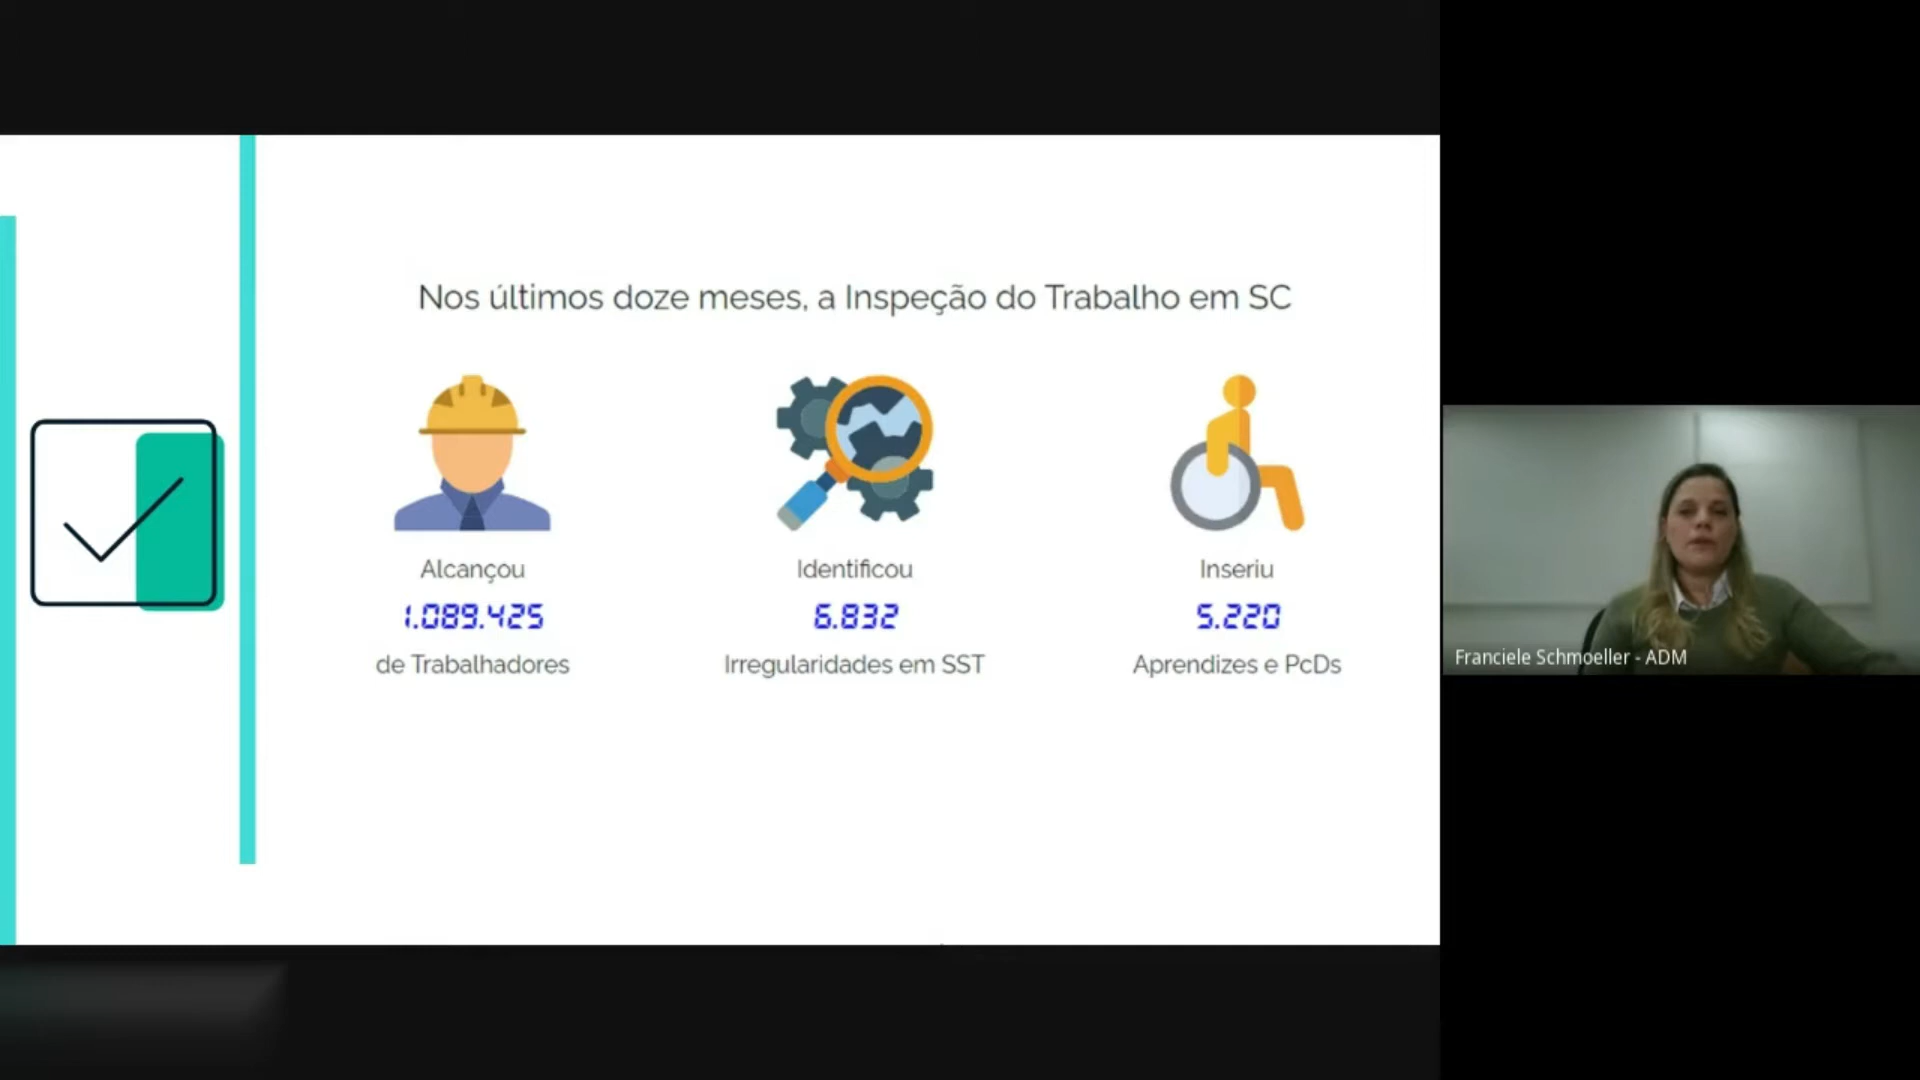 Nos últimos doze meses, a Inspeção do Trabalho em SC
Alcançou
1.089.425
de Trabalhadores
Identificou
6.832
Irregularidades em SST
Inseriu
5.220
Aprendizes e PcDs
Franciele Schmoeller - ADM